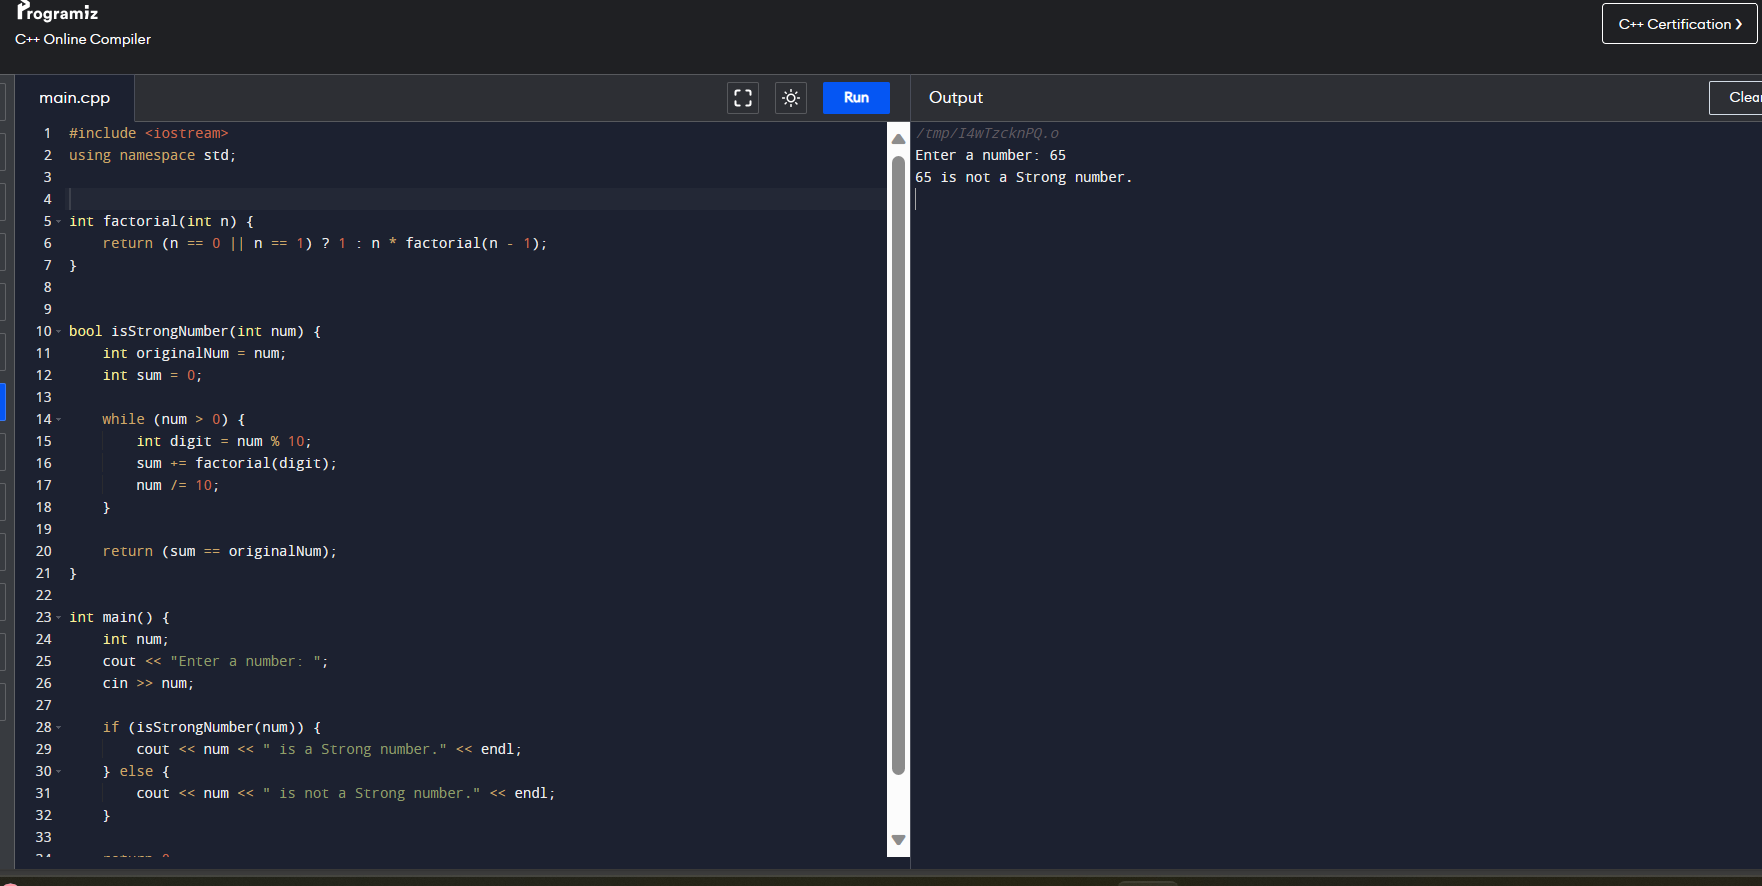 Programiz
C++ Online Compiler
C++ Certification ❯
main.cpp
Run
Output
1 #include <iostream>
2 using namespace std;
3
4
5 int factorial(int n) {
6     return (n == 0 || n == 1) ? 1 : n * factorial(n - 1);
7 }
8
9
10 bool isStrongNumber(int num) {
11     int originalNum = num;
12     int sum = 0;
13
14     while (num > 0) {
15         int digit = num % 10;
16         sum += factorial(digit);
17         num /= 10;
18     }
19
20     return (sum == originalNum);
21 }
22
23 int main() {
24     int num;
25     cout << "Enter a number: ";
26     cin >> num;
27
28     if (isStrongNumber(num)) {
29         cout << num << " is a Strong number." << endl;
30     } else {
31         cout << num << " is not a Strong number." << endl;
32     }
33
/tmp/I4wTzcknPQ.o
Enter a number: 65
65 is not a Strong number.